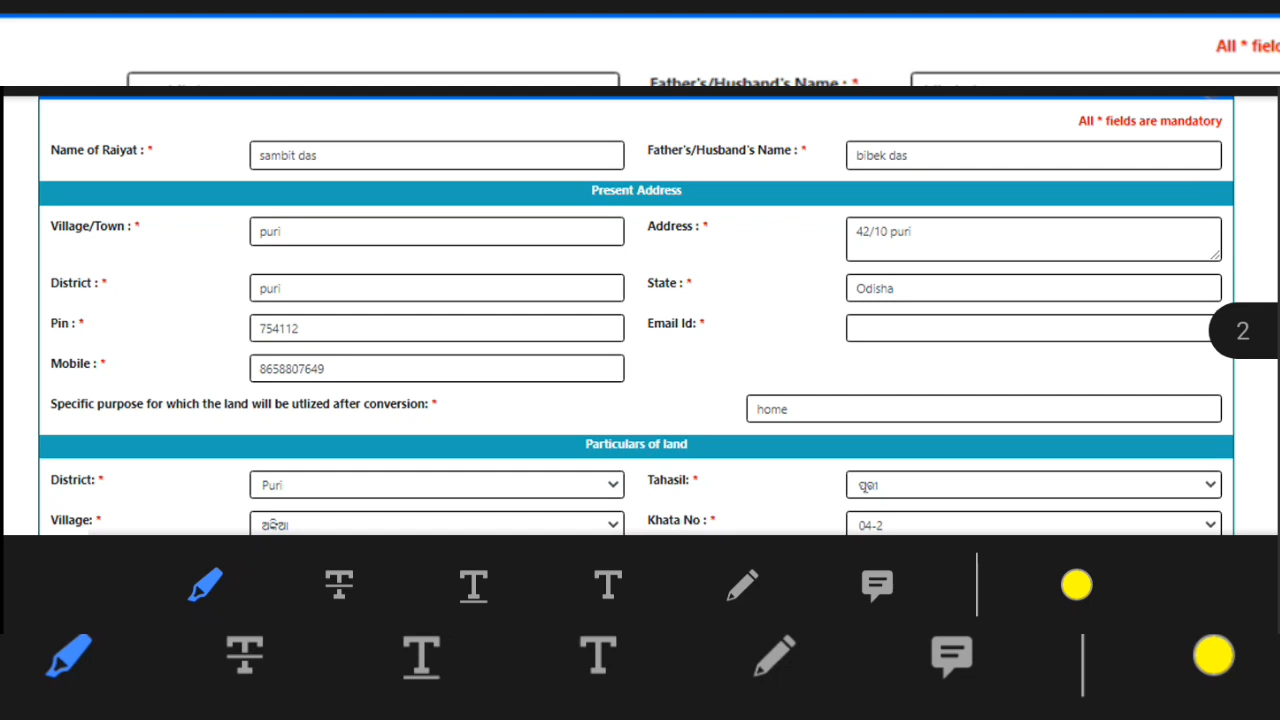 All * field
Father's/Husband's Name : *
All * fields are mandatory
Name of Raiyat : * sambit das Father's/Husband's Name : * bibek das
Present Address
Village/Town : * puri Address : * 42/10 puri
District : * puri State : * Odisha
Pin : * 754112 Email Id: *
2
Mobile : * 8658807649
Specific purpose for which the land will be utlized after conversion: * home
Particulars of land
District: * Puri Tahasil: * ପୁରୀ
Village: * Khata No : * 04-2